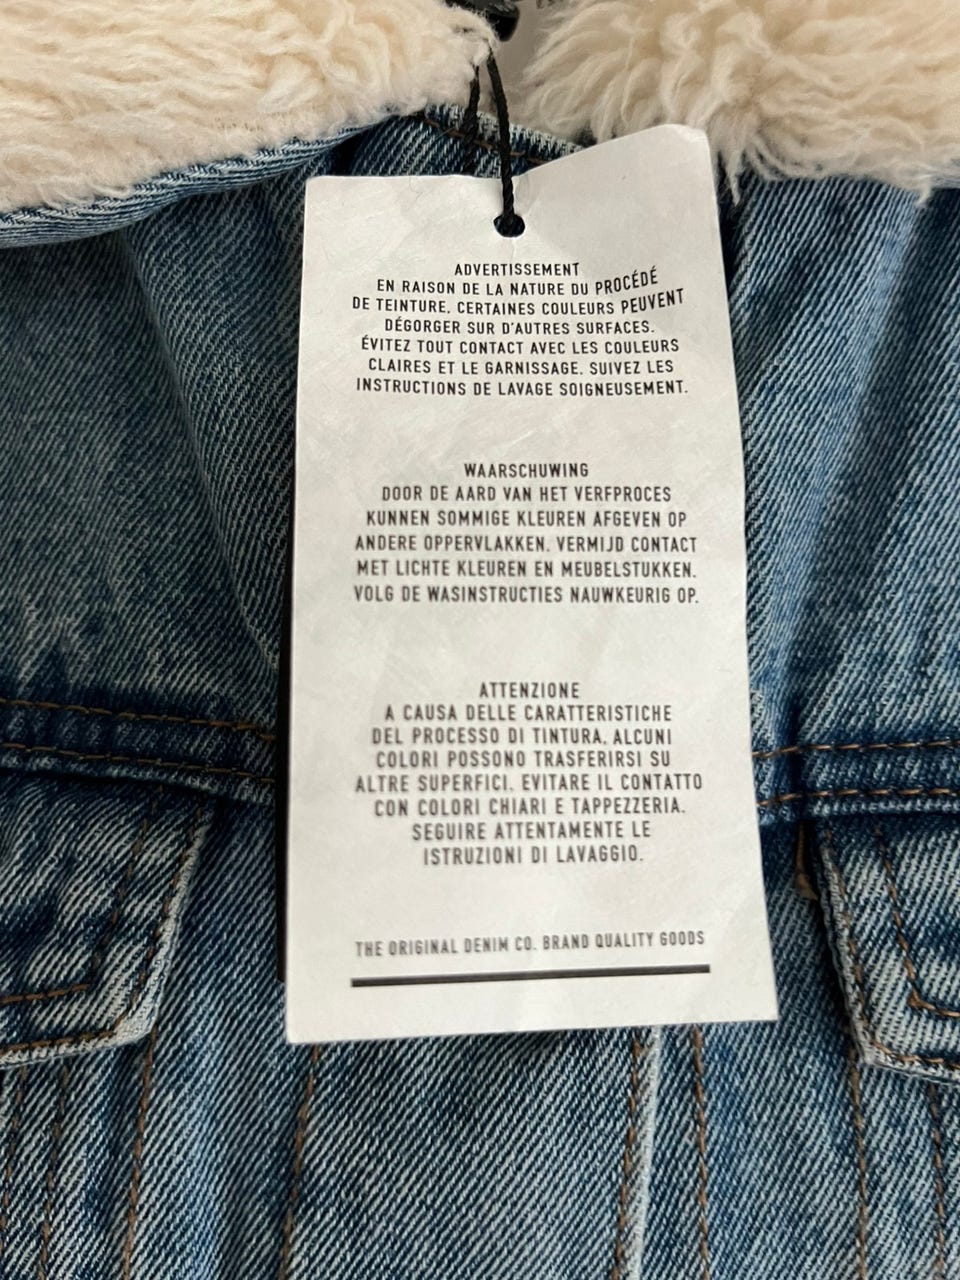 ADVERTISSEMENT
EN RAISON DE LA NATURE DU PROCÉDÉ
DE TEINTURE, CERTAINES COULEURS PEUVENT
DÉGORGER SUR D'AUTRES SURFACES.
ÉVITEZ TOUT CONTACT AVEC LES COULEURS
CLAIRES ET LE GARNISSAGE. SUIVEZ LES
INSTRUCTIONS DE LAVAGE SOIGNEUSEMENT.
WAARSCHUWING
DOOR DE AARD VAN HET VERFPROCES
KUNNEN SOMMIGE KLEUREN AFGEVEN OP
ANDERE OPPERVLAKKEN. VERMIJD CONTACT
MET LICHTE KLEUREN EN MEUBELSTUKKEN.
VOLG DE WASINSTRUCTIES NAUWKEURIG OP.
ATTENZIONE
A CAUSA DELLE CARATTERISTICHE
DEL PROCESSO DI TINTURA, ALCUNI
COLORI POSSONO TRASFERIRSI SU
ALTRE SUPERFICI. EVITARE IL CONTATTO
CON COLORI CHIARI E TAPPEZZERIA.
SEGUIRE ATTENTAMENTE LE
ISTRUZIONI DI LAVAGGIO.
THE ORIGINAL DENIM CO. BRAND QUALITY GOODS